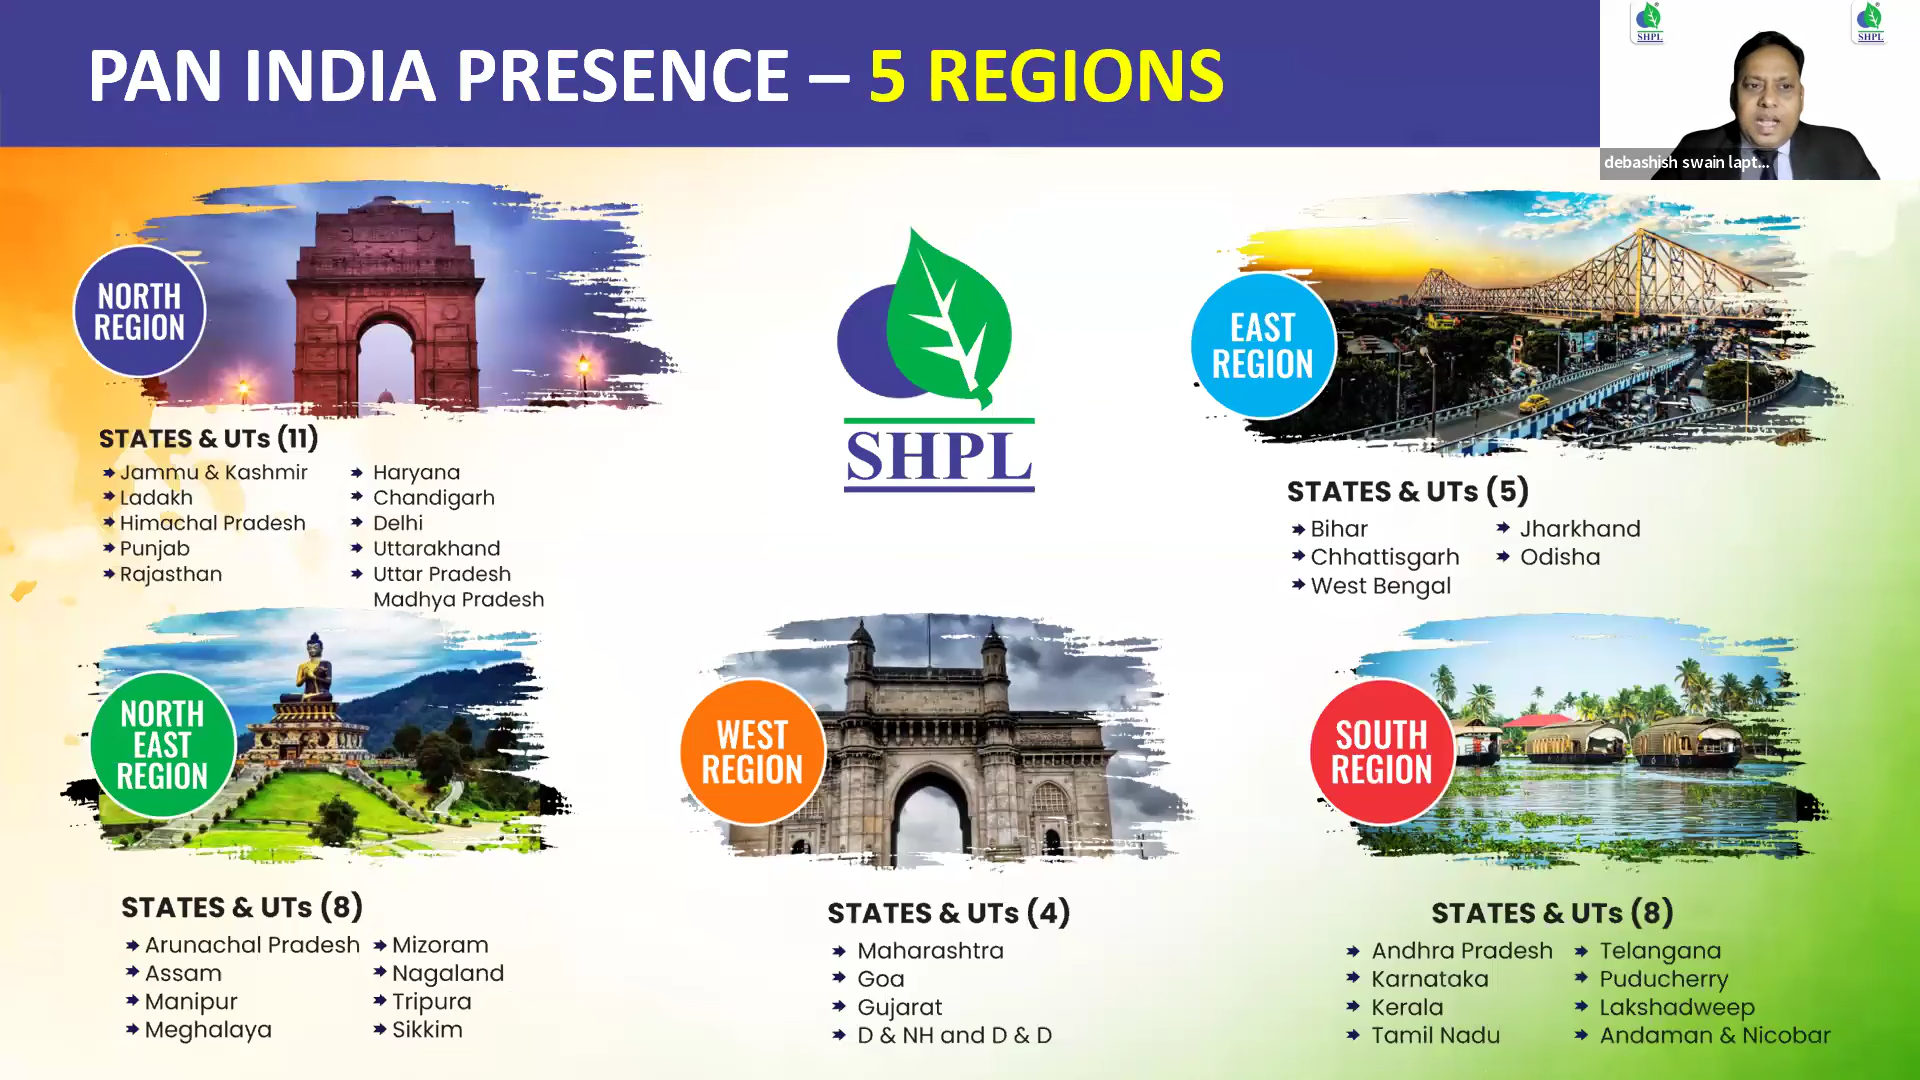 PAN INDIA PRESENCE – 5 REGIONS
SHPL
SHPL
debashish swain lapt...
NORTH
REGION
STATES & UTs (11)
Jammu & Kashmir
Ladakh
Himachal Pradesh
Punjab
Rajasthan
Haryana
Chandigarh
Delhi
Uttarakhand
Uttar Pradesh
Madhya Pradesh
SHPL
EAST
REGION
STATES & UTs (5)
Bihar
Chhattisgarh
West Bengal
Jharkhand
Odisha
NORTH
EAST
REGION
STATES & UTs (8)
Arunachal Pradesh
Assam
Manipur
Meghalaya
Mizoram
Nagaland
Tripura
Sikkim
WEST
REGION
STATES & UTs (4)
Maharashtra
Goa
Gujarat
D & NH and D & D
SOUTH
REGION
STATES & UTs (8)
Andhra Pradesh
Karnataka
Kerala
Tamil Nadu
Telangana
Puducherry
Lakshadweep
Andaman & Nicobar